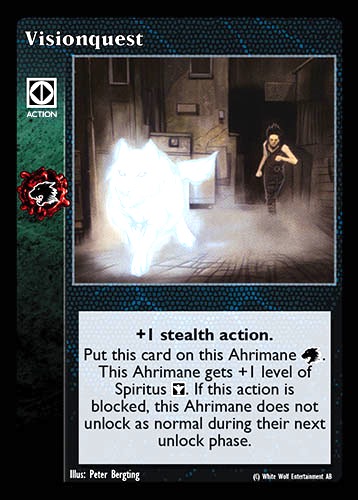 Visionquest
ACTION
+1 stealth action.
Put this card on this Ahrimane .
This Ahrimane gets +1 level of
Spiritus . If this action is
blocked, this Ahrimane does not
unlock as normal during their next
unlock phase.
Illus: Peter Bergting
(C) White Wolf Entertainment AB